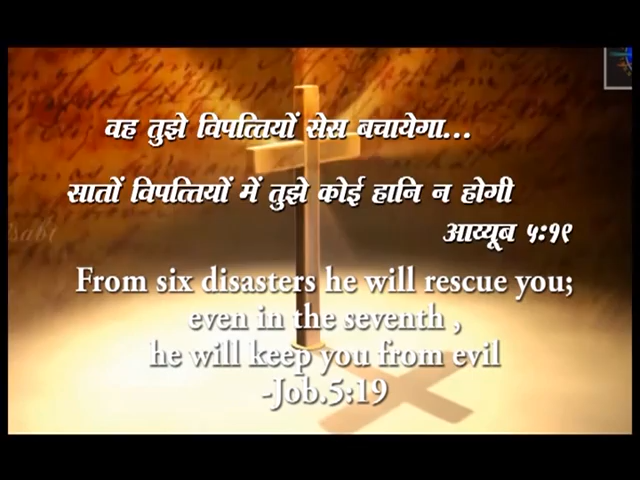 वह तुझे विपत्तियों सेस बचायेगा...
सातों विपत्तियों में तुझे कोई हानि न होगी
आय्यूब ५:१९
sabi
From six disasters he will rescue you;
even in the seventh ,
he will keep you from evil
-Job.5:19